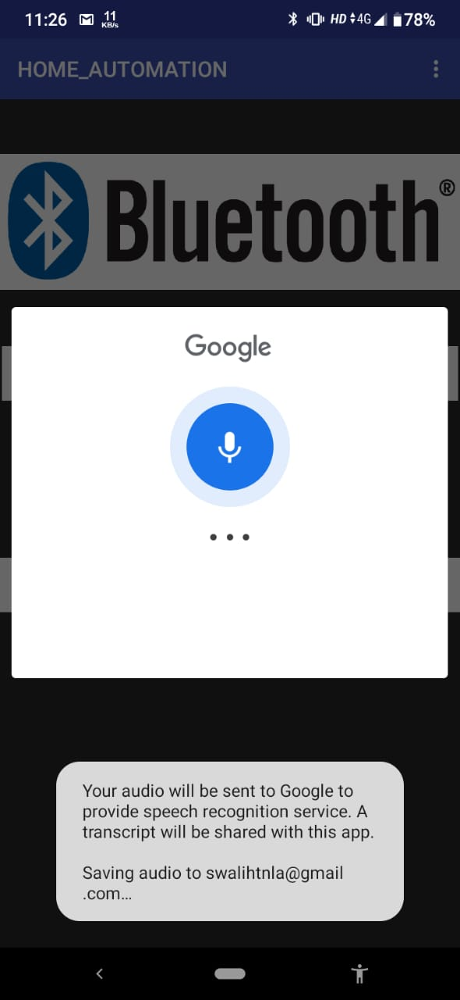 11:26 11 KB/s HD 4G 78%
HOME_AUTOMATION
Bluetooth®
Google
Your audio will be sent to Google to
provide speech recognition service. A
transcript will be shared with this app.
Saving audio to swalihtnla@gmail
.com...